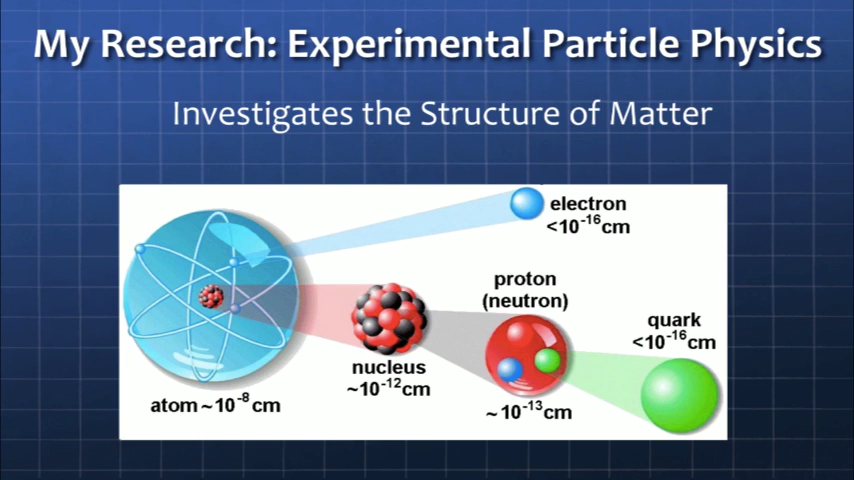 My Research: Experimental Particle Physics
Investigates the Structure of Matter
electron
<10⁻¹⁶cm
proton
(neutron)
quark
<10⁻¹⁶cm
nucleus
~10⁻¹²cm
atom ~10⁻⁸cm
~10⁻¹³cm